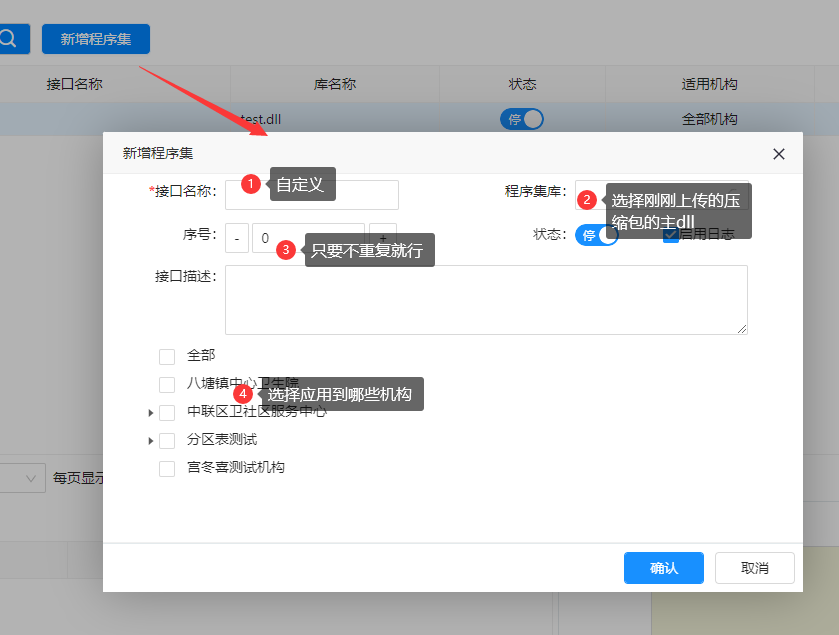 新增程序集
接口名称 库名称 状态 适用机构
test.dll 停 全部机构
新增程序集
*接口名称: 1 自定义 程序集库: 2 选择刚刚上传的压
缩包的主dll
序号: - 0 + 状态: 停 启用日志
3 只要不重复就行
接口描述:
全部
八塘镇中心卫生院
4 选择应用到哪些机构
中联区卫社区服务中心
分区表测试
宫冬喜测试机构
每页显示
确认 取消